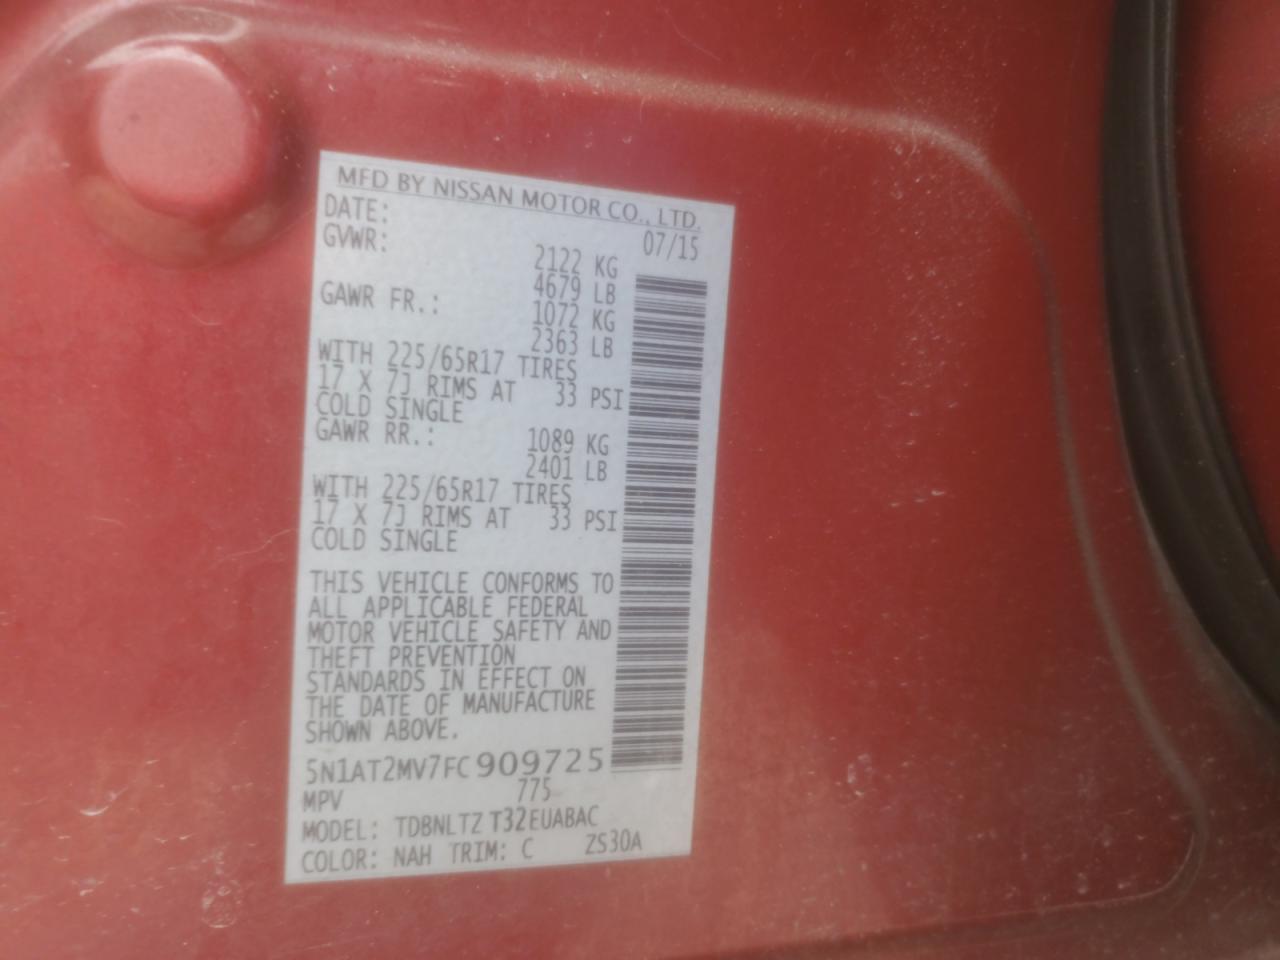 MFD BY NISSAN MOTOR CO., LTD.
DATE: 07/15
GVWR: 2122 KG
4679 LB
GAWR FR.: 1072 KG
2363 LB
WITH 225/65R17 TIRES
17 X 7J RIMS AT 33 PSI
COLD SINGLE
GAWR RR.: 1089 KG
2401 LB
WITH 225/65R17 TIRES
17 X 7J RIMS AT 33 PSI
COLD SINGLE
THIS VEHICLE CONFORMS TO
ALL APPLICABLE FEDERAL
MOTOR VEHICLE SAFETY AND
THEFT PREVENTION
STANDARDS IN EFFECT ON
THE DATE OF MANUFACTURE
SHOWN ABOVE.
5N1AT2MV7FC909725
MPV 775
MODEL: TDBNLTZ T32EUABAC
COLOR: NAH TRIM: C ZS30A